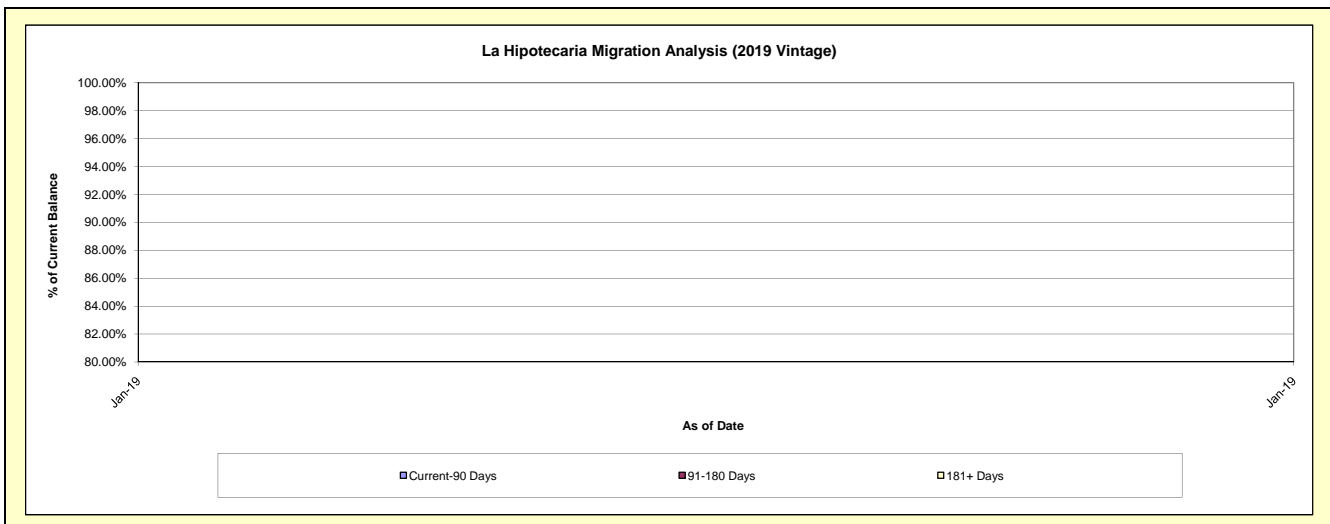 La Hipotecaria Migration Analysis (2019 Vintage)
% of Current Balance
100.00%
98.00%
96.00%
94.00%
92.00%
90.00%
88.00%
86.00%
84.00%
82.00%
80.00%
Jan-19
Jan-19
As of Date
Current-90 Days
91-180 Days
181+ Days